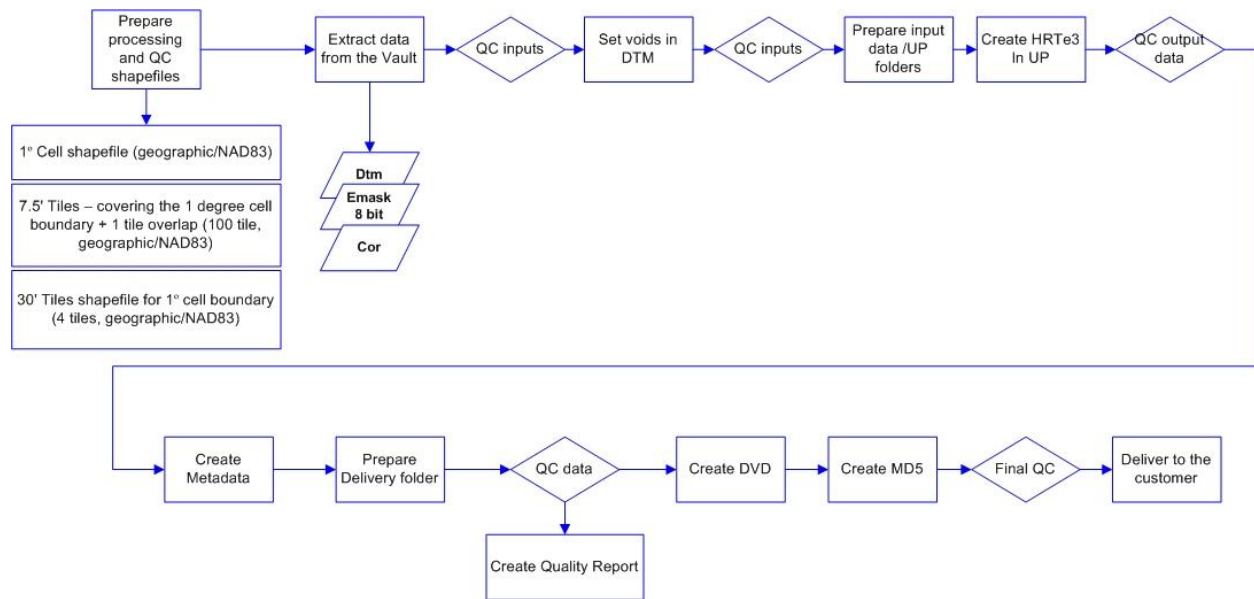 Prepare
processing
and QC
shapefiles
Extract data
from the Vault
QC inputs
Set voids in
DTM
QC inputs
Prepare input
data /UP
folders
Create HRTe3
In UP
QC output
data
1° Cell shapefile (geographic/NAD83)
7.5' Tiles – covering the 1 degree cell
boundary + 1 tile overlap (100 tile,
geographic/NAD83)
30' Tiles shapefile for 1° cell boundary
(4 tiles, geographic/NAD83)
Dtm
Emask
8 bit
Cor
Create
Metadata
Prepare
Delivery folder
QC data
Create DVD
Create MD5
Final QC
Deliver to the
customer
Create Quality Report